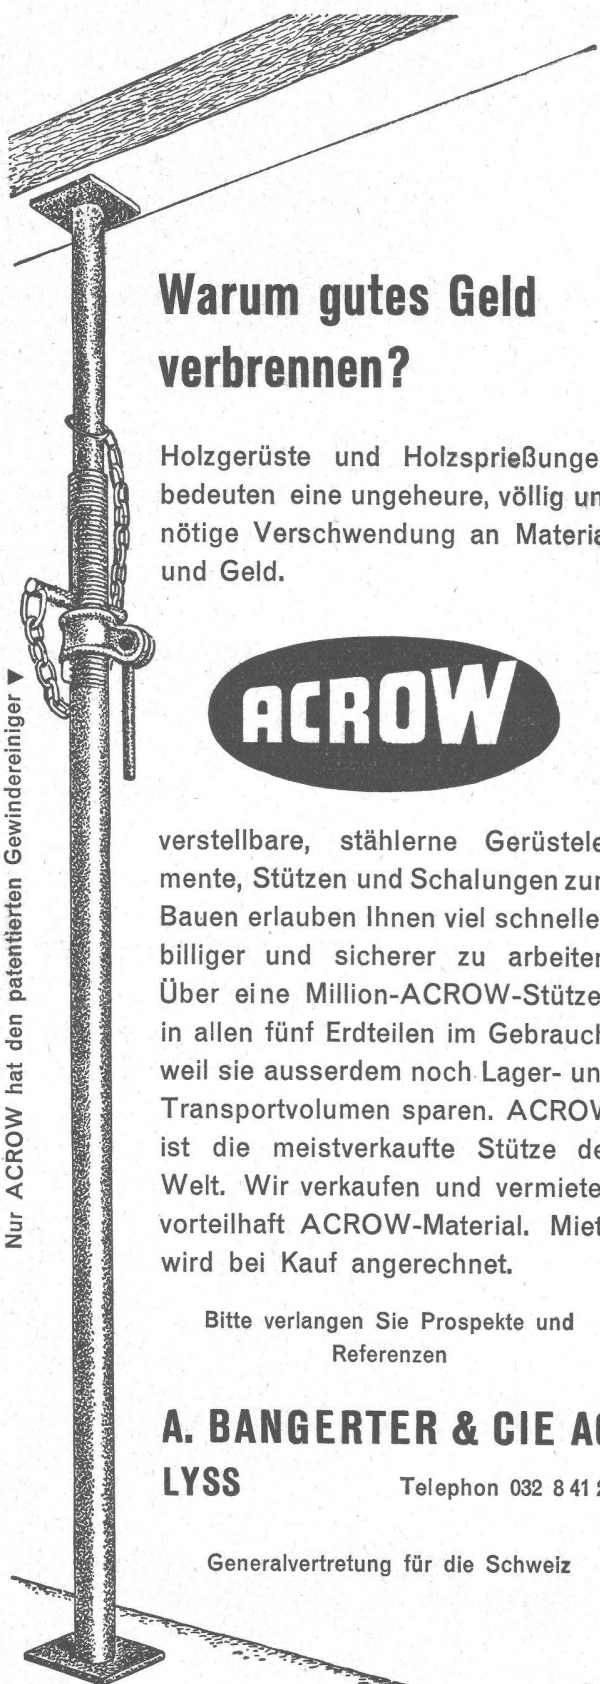 Warum gutes Geld
verbrennen?
Holzgerüste und Holzsprießunge
bedeuten eine ungeheure, völlig un
nötige Verschwendung an Materia
und Geld.
ACROW
verstellbare, stählerne Gerüstele
mente, Stützen und Schalungen zum
Bauen erlauben Ihnen viel schnelle
billiger und sicherer zu arbeiten
Über eine Million-ACROW-Stütze
in allen fünf Erdteilen im Gebrauch
weil sie ausserdem noch Lager- un
Transportvolumen sparen. ACROW
ist die meistverkaufte Stütze de
Welt. Wir verkaufen und vermiete
vorteilhaft ACROW-Material. Miet
wird bei Kauf angerechnet.
Bitte verlangen Sie Prospekte und
Referenzen
A. BANGERTER & CIE AG
LYSS Telephon 032 8 41 2
Generalvertretung für die Schweiz
Nur ACROW hat den patentierten Gewindereiniger ▼